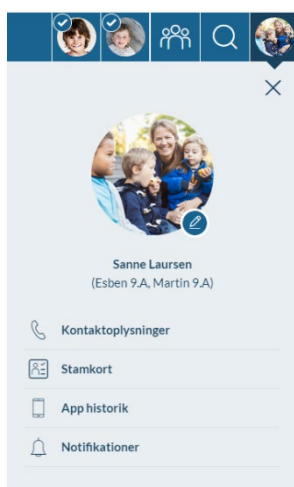 Sanne Laursen
(Esben 9.A, Martin 9.A)
Kontaktoplysninger
Stamkort
App historik
Notifikationer